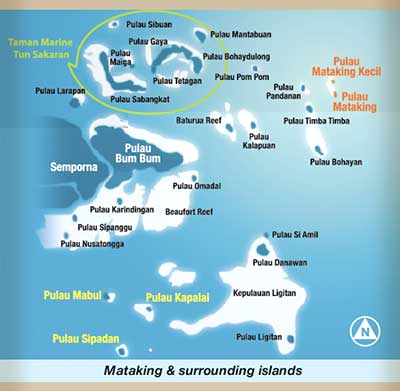 Pulau Sibuan
Taman Marine
Tun Sakaran
Pulau Gaya
Pulau Mantabuan
Pulau
Maiga
Pulau Bohaydulong
Pulau Tetagan
Pulau Pom Pom
Pulau
Mataking Kecil
Pulau
Mataking
Pulau
Pandanan
Pulau Larapan
Pulau Sabangkat
Baturua Reef
Pulau Timba Timba
Pulau
Kalapuan
Pulau
Bum Bum
Pulau Bohayan
Semporna
Pulau Omadal
Pulau Karindingan
Beaufort Reef
Pulau Sipanggu
Pulau Nusatongga
Pulau Si Amil
Pulau Danawan
Pulau Mabul
Pulau Kapalai
Kepulauan Ligitan
Pulau Sipadan
Pulau Ligitan
N
Mataking & surrounding islands